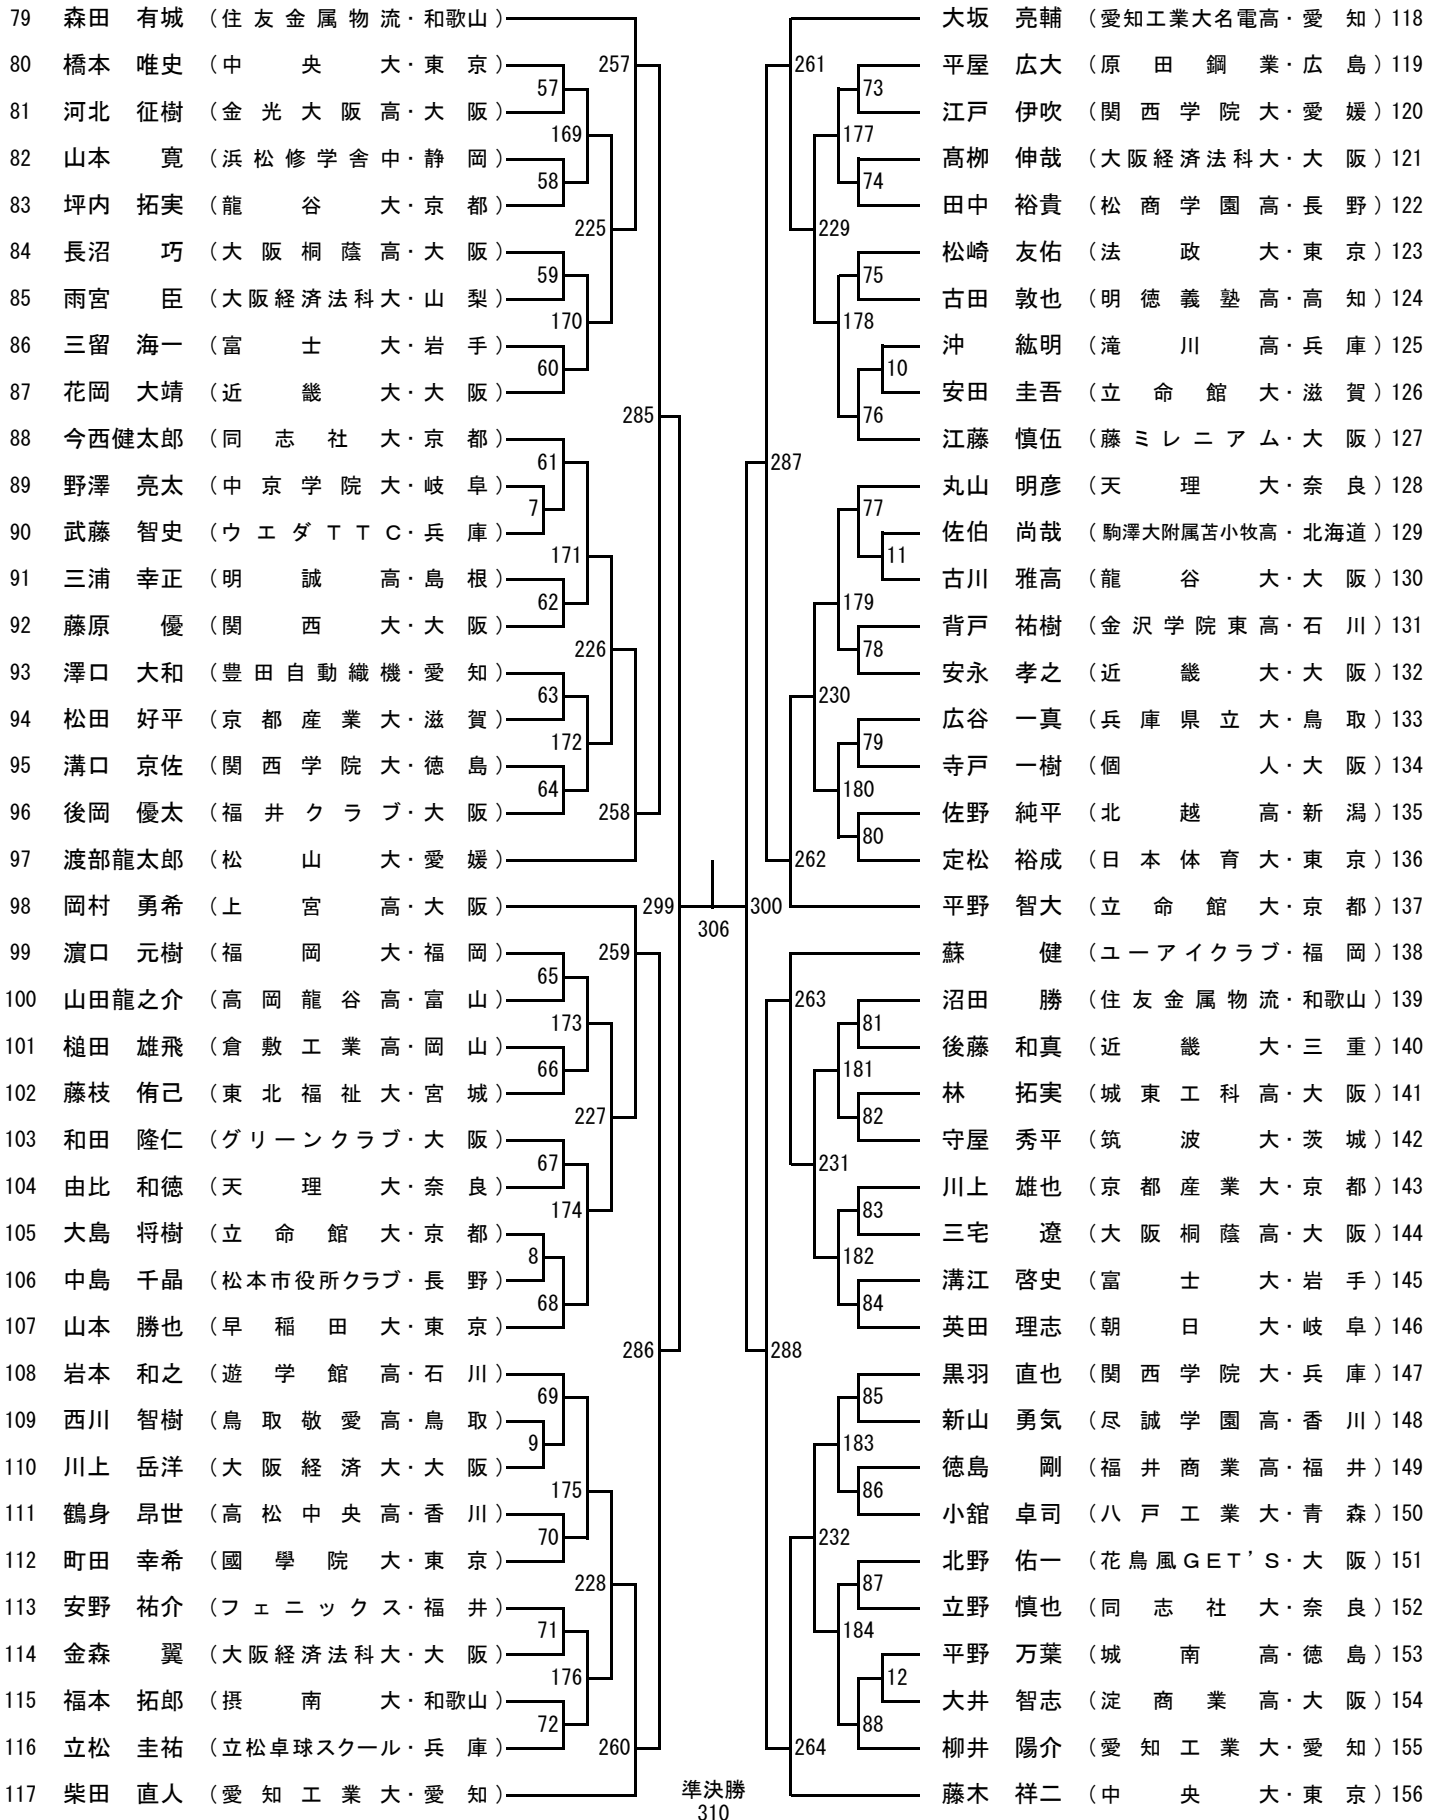 79 森田 有城 (住友金属物流・和歌山)
80 橋本 唯史 (中央大・東京)
81 河北 征樹 (金光大阪高・大阪)
82 山本 寛 (浜松修学舎中・静岡)
83 坪内 拓実 (龍谷大・京都)
84 長沼 巧 (大阪桐蔭高・大阪)
85 雨宮 臣 (大阪経済法科大・山梨)
86 三留 海一 (富士大・岩手)
87 花岡 大靖 (近畿大・大阪)
88 今西健太郎 (同志社大・京都)
89 野澤 亮太 (中京学院大・岐阜)
90 武藤 智史 (ウエダTTC・兵庫)
91 三浦 幸正 (明誠高・島根)
92 藤原 優 (関西大・大阪)
93 澤口 大和 (豊田自動織機・愛知)
94 松田 好平 (京都産業大・滋賀)
95 溝口 京佐 (関西学院大・徳島)
96 後岡 優太 (福井クラブ・大阪)
97 渡部龍太郎 (松山大・愛媛)
98 岡村 勇希 (上宮高・大阪)
99 濵口 元樹 (福岡大・福岡)
100 山田龍之介 (高岡龍谷高・富山)
101 槌田 雄飛 (倉敷工業高・岡山)
102 藤枝 侑己 (東北福祉大・宮城)
103 和田 隆仁 (グリーンクラブ・大阪)
104 由比 和徳 (天理大・奈良)
105 大島 将樹 (立命館大・京都)
106 中島 千晶 (松本市役所クラブ・長野)
107 山本 勝也 (早稲田大・東京)
108 岩本 和之 (遊学館高・石川)
109 西川 智樹 (鳥取敬愛高・鳥取)
110 川上 岳洋 (大阪経済大・大阪)
111 鶴身 昂世 (高松中央高・香川)
112 町田 幸希 (國學院大・東京)
113 安野 祐介 (フェニックス・福井)
114 金森 翼 (大阪経済法科大・大阪)
115 福本 拓郎 (摂南大・和歌山)
116 立松 圭祐 (立松卓球スクール・兵庫)
117 柴田 直人 (愛知工業大・愛知)
57
58
59
60
61
7
62
63
64
65
66
67
8
68
69
9
70
71
72
169
170
171
172
173
174
175
176
225
226
227
228
257
258
259
260
285
286
299
306
300
287
288
261
262
263
264
229
230
231
232
177
178
179
180
181
182
183
184
73
74
75
10
76
77
11
78
79
80
81
82
83
84
85
86
87
12
88
大坂 亮輔 (愛知工業大名電高・愛知) 118
平屋 広大 (原田鋼業・広島) 119
江戸 伊吹 (関西学院大・愛媛) 120
髙栁 伸哉 (大阪経済法科大・大阪) 121
田中 裕貴 (松商学園高・長野) 122
松崎 友佑 (法政大・東京) 123
古田 敦也 (明徳義塾高・高知) 124
沖 紘明 (滝川高・兵庫) 125
安田 圭吾 (立命館大・滋賀) 126
江藤 慎伍 (藤ミレニアム・大阪) 127
丸山 明彦 (天理大・奈良) 128
佐伯 尚哉 (駒澤大附属苫小牧高・北海道) 129
古川 雅高 (龍谷大・大阪) 130
背戸 祐樹 (金沢学院東高・石川) 131
安永 孝之 (近畿大・大阪) 132
広谷 一真 (兵庫県立大・鳥取) 133
寺戸 一樹 (個人・大阪) 134
佐野 純平 (北越高・新潟) 135
定松 裕成 (日本体育大・東京) 136
平野 智大 (立命館大・京都) 137
蘇 健 (ユーアイクラブ・福岡) 138
沼田 勝 (住友金属物流・和歌山) 139
後藤 和真 (近畿大・三重) 140
林 拓実 (城東工科高・大阪) 141
守屋 秀平 (筑波大・茨城) 142
川上 雄也 (京都産業大・京都) 143
三宅 遼 (大阪桐蔭高・大阪) 144
溝江 啓史 (富士大・岩手) 145
英田 理志 (朝日大・岐阜) 146
黒羽 直也 (関西学院大・兵庫) 147
新山 勇気 (尽誠学園高・香川) 148
徳島 剛 (福井商業高・福井) 149
小舘 卓司 (八戸工業大・青森) 150
北野 佑一 (花鳥風GET'S・大阪) 151
立野 慎也 (同志社大・奈良) 152
平野 万葉 (城南高・徳島) 153
大井 智志 (淀商業高・大阪) 154
柳井 陽介 (愛知工業大・愛知) 155
藤木 祥二 (中央大・東京) 156
準決勝
310